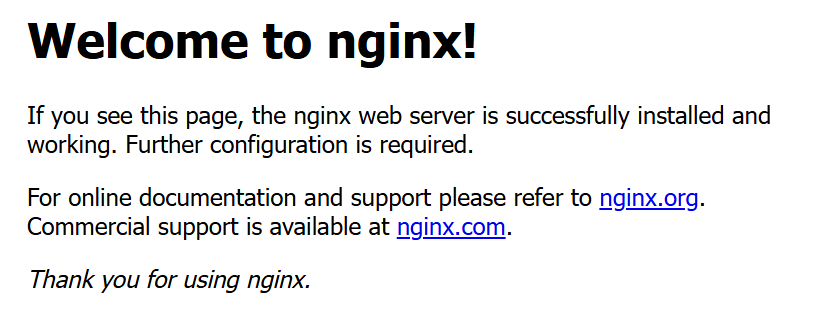 Welcome to nginx!
If you see this page, the nginx web server is successfully installed and
working. Further configuration is required.
For online documentation and support please refer to nginx.org.
Commercial support is available at nginx.com.
Thank you for using nginx.